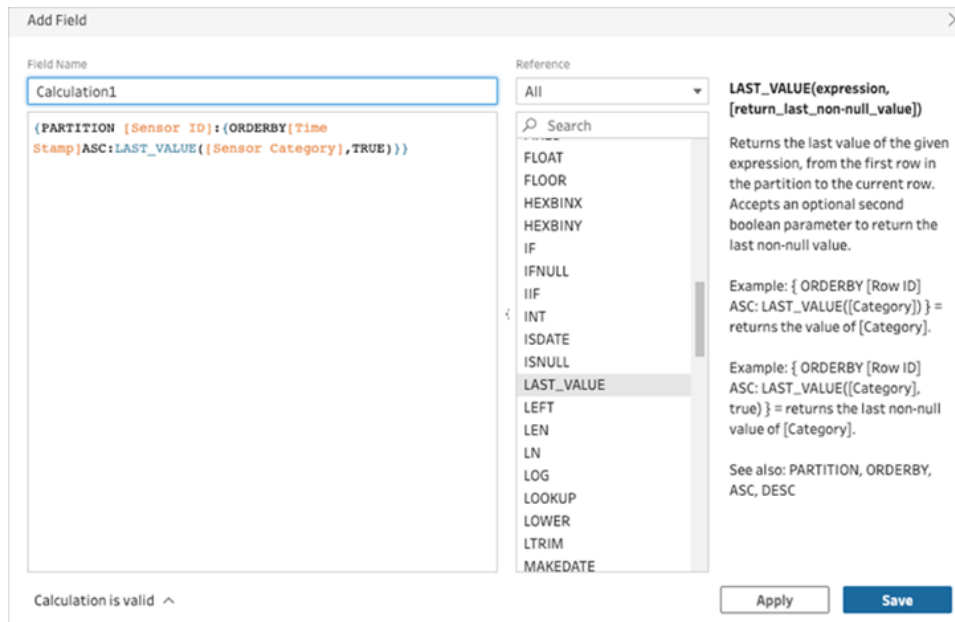 Add Field
Field Name
Calculation1
{PARTITION [Sensor ID]:{ORDERBY[Time
Stamp]ASC:LAST_VALUE([Sensor Category],TRUE)}}
Reference
All
Search
FLOAT
FLOOR
HEXBINX
HEXBINY
IF
IFNULL
IIF
INT
ISDATE
ISNULL
LAST_VALUE
LEFT
LEN
LN
LOG
LOOKUP
LOWER
LTRIM
MAKEDATE
LAST_VALUE(expression,
[return_last_non-null_value])
Returns the last value of the given
expression, from the first row in
the partition to the current row.
Accepts an optional second
boolean parameter to return the
last non-null value.
Example: { ORDERBY [Row ID]
ASC: LAST_VALUE([Category]) } =
returns the value of [Category].
Example: { ORDERBY [Row ID]
ASC: LAST_VALUE([Category],
true) } = returns the last non-null
value of [Category].
See also: PARTITION, ORDERBY,
ASC, DESC
Calculation is valid
Apply
Save